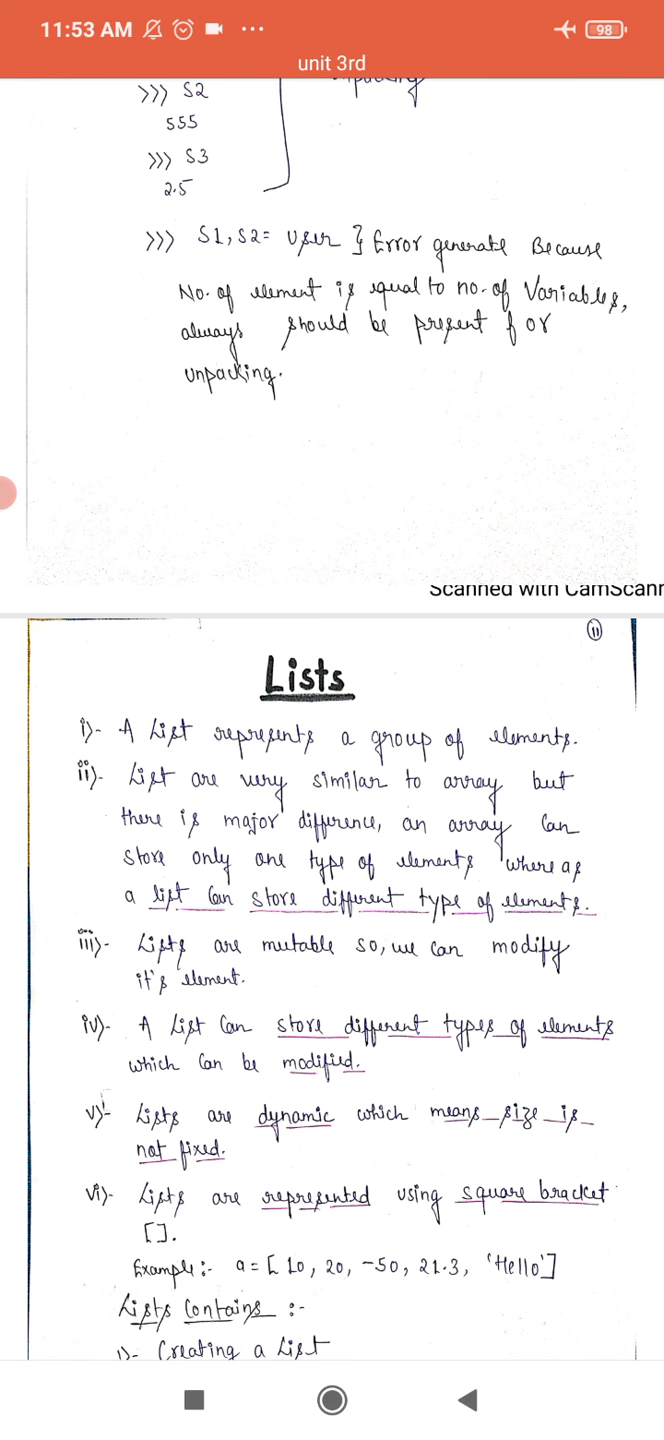 11:53 AM
98
unit 3rd
>>> S2
555
>>> S3
2.5
>>> S1, S2 = User } Error generate Because
No. of element is equal to no. of Variables,
always should be present for
unpacking.
Scanned with CamScanr
11
Lists
i)- A List represents a group of elements.
ii)- List are very similar to array but
there is major difference, an array Can
store only one type of elements where as
a list Can store different type of elements.
iii)- Lists are mutable so, we can modify
it's element.
iv)- A List Can store different types of elements
which Can be modified.
v)- Lists are dynamic which means size is
not fixed.
vi)- Lists are represented using square bracket
[].
Example:- a = [ 10, 20, -50, 21.3, 'Hello']
Lists Contains :-
1)- Creating a List